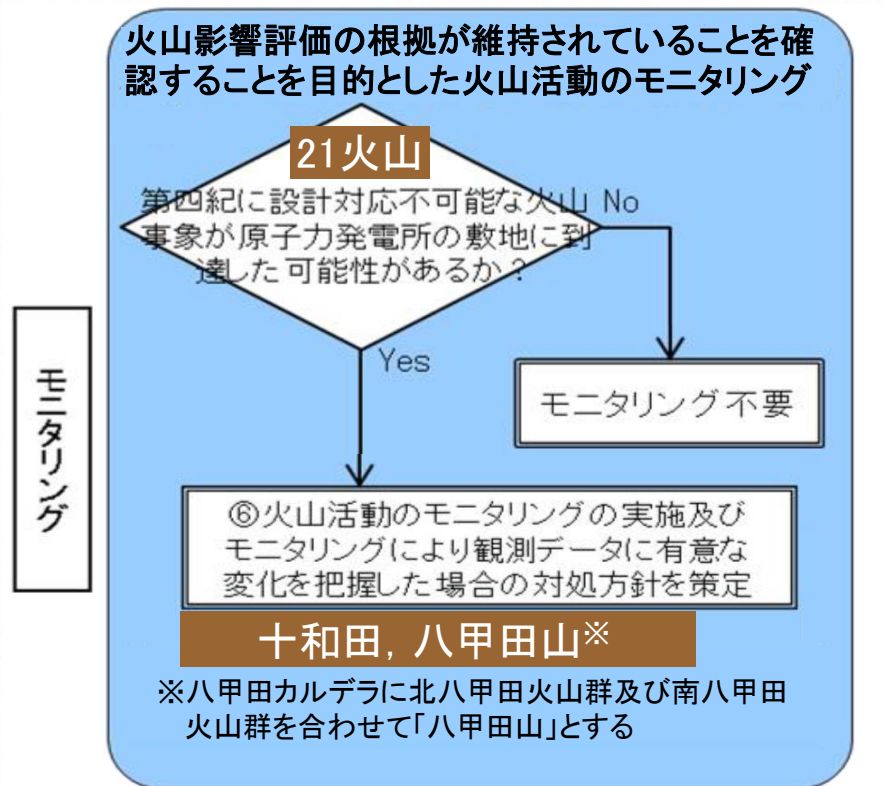 火山影響評価の根拠が維持されていることを確
認することを目的とした火山活動のモニタリング
21火山
第四紀に設計対応不可能な火山
事象が原子力発電所の敷地に到
達した可能性があるか？
No
Yes
モニタリング不要
モニタリング
⑥火山活動のモニタリングの実施及び
モニタリングにより観測データに有意な
変化を把握した場合の対処方針を策定
十和田，八甲田山※
※八甲田カルデラに北八甲田火山群及び南八甲田
火山群を合わせて「八甲田山」とする